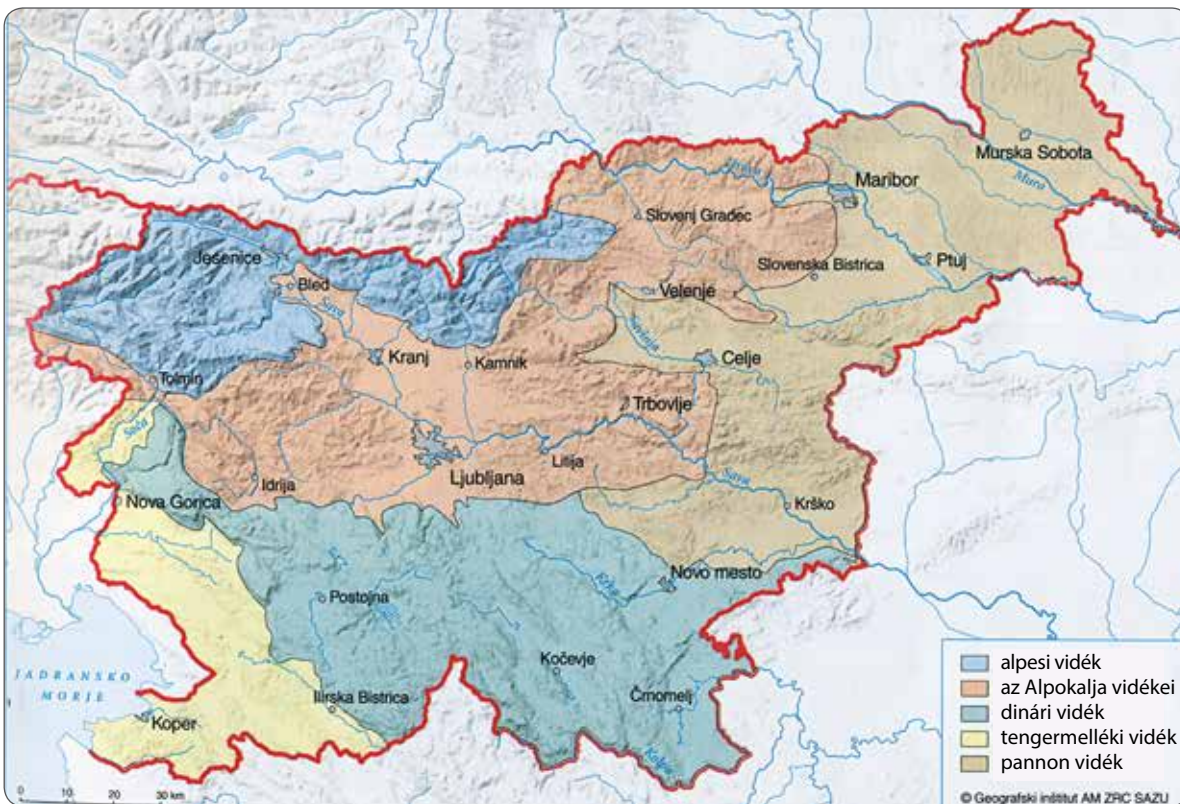 Murska Sobota
Mura
Drava
Maribor
Slovenj Gradec
Jesenice
Ptuj
Slovenska Bistrica
Bled
Velenje
Sava
Savinja
Kranj
Kamnik
Celje
Tolmin
Trbovlje
Soča
Litija
Ljubljana
Idrija
Sava
Nova Gorica
Krško
Novo mesto
Krka
Postojna
Kočevje
Črnomelj
JADRANSKO
MORJE
Ilirska Bistrica
Koper
Kolpa
alpesi vidék
az Alpokalja vidékei
dinári vidék
tengermelléki vidék
pannon vidék
0 10 20 30 km
© Geografski inštitut AM ZRC SAZU